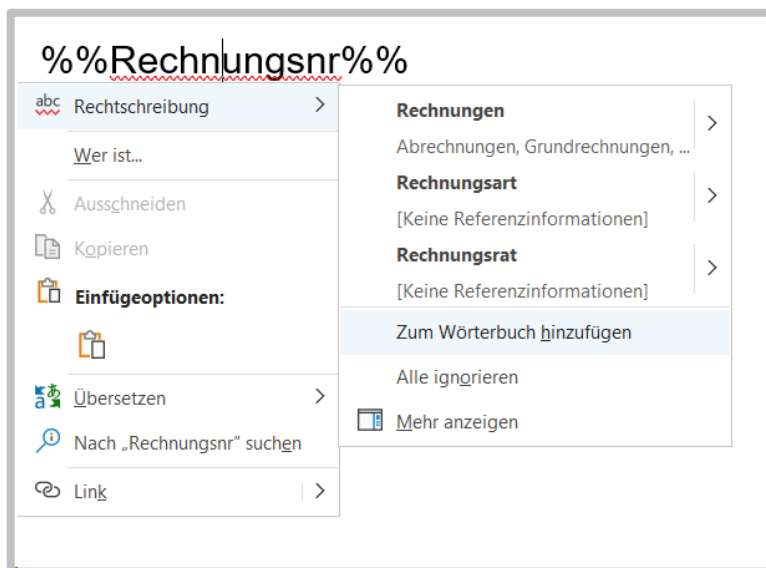 %%Rechnungsnr%%
abc Rechtschreibung
Wer ist...
Ausschneiden
Kopieren
Einfügeoptionen:
Übersetzen
Nach „Rechnungsnr“ suchen
Link
Rechnungen
Abrechnungen, Grundrechnungen, ...
Rechnungsart
[Keine Referenzinformationen]
Rechnungsrat
[Keine Referenzinformationen]
Zum Wörterbuch hinzufügen
Alle ignorieren
Mehr anzeigen